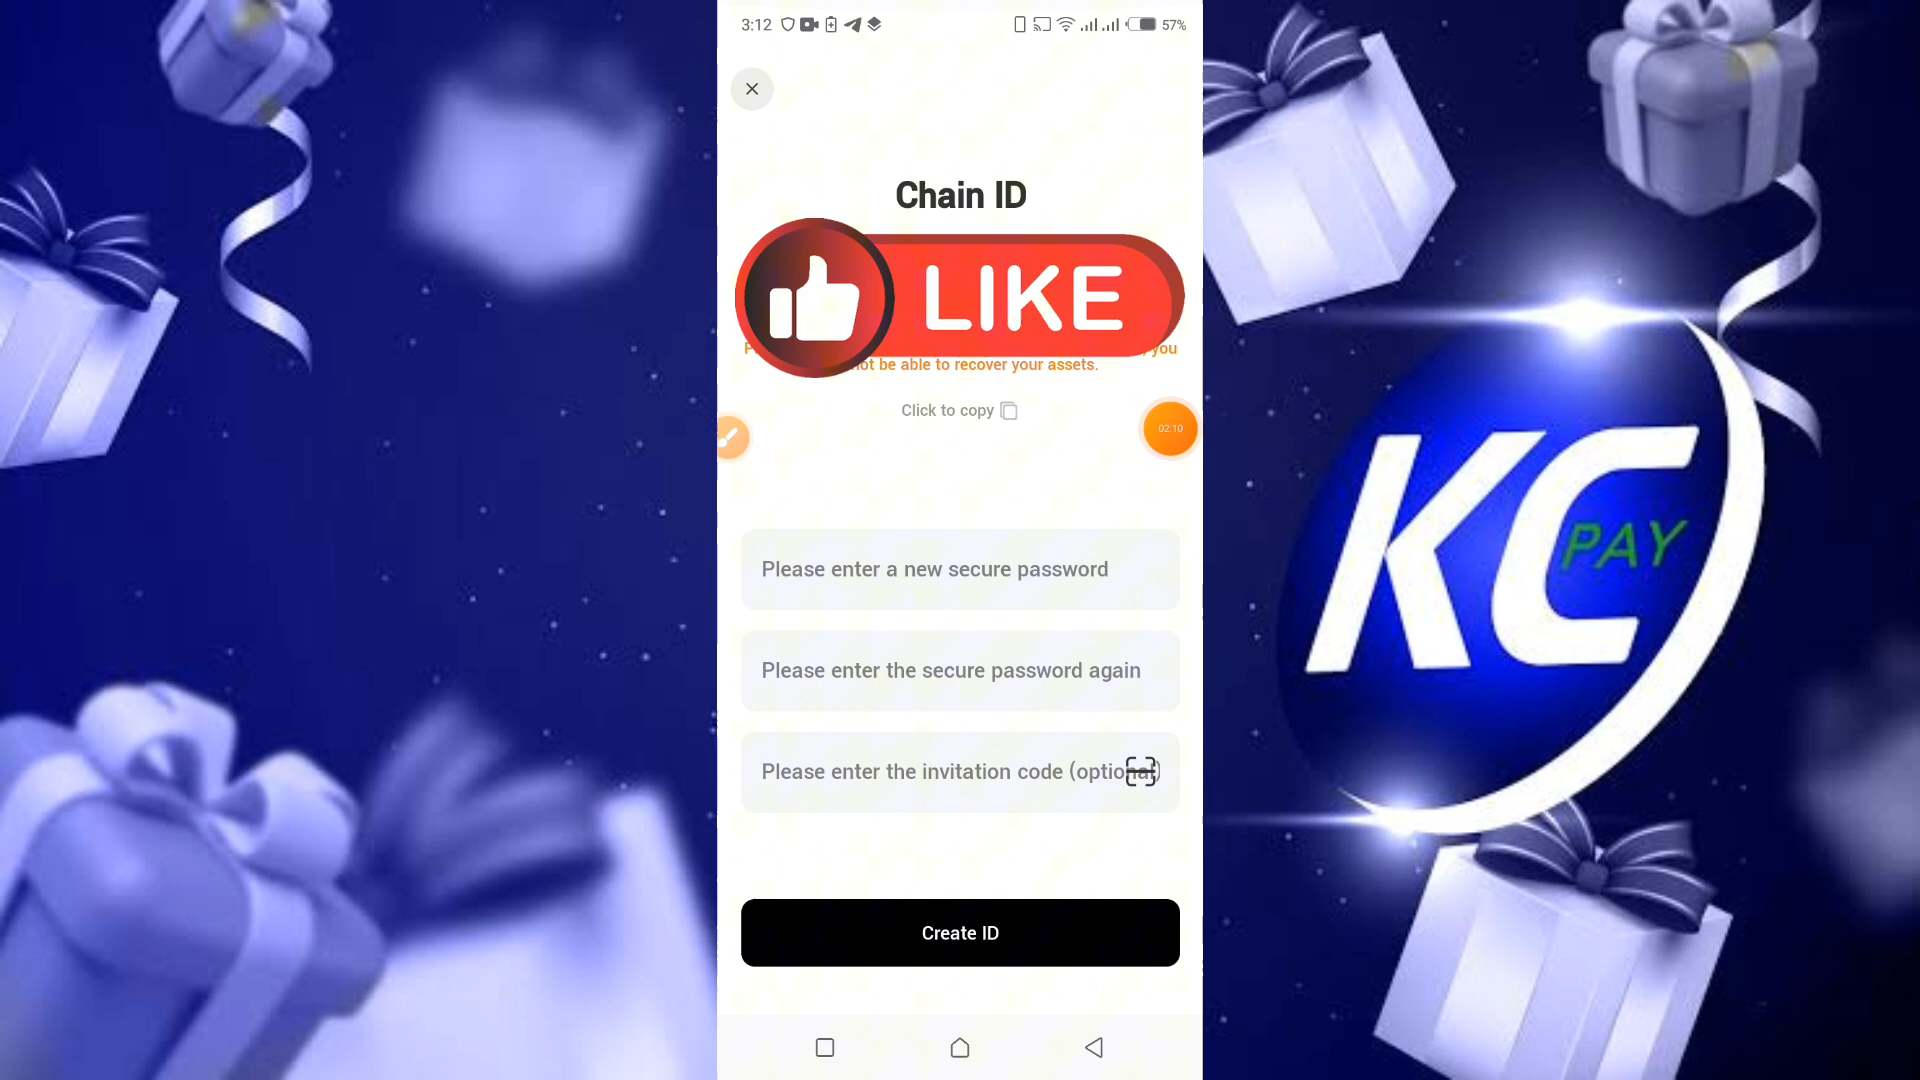 3:12
57%
Chain ID
LIKE
you
not be able to recover your assets.
Click to copy
02:10
Please enter a new secure password
Please enter the secure password again
Please enter the invitation code (optional)
Create ID
KC
PAY